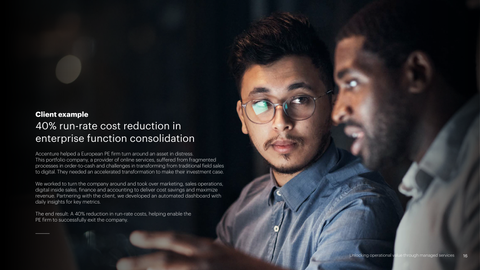 Client example
40% run-rate cost reduction in
enterprise function consolidation
Accenture helped a European PE firm turn around an asset in distress.
This portfolio company, a provider of online services, suffered from fragmented
processes in order to cash and challenges in transforming from traditional field sales
to digital. They needed an accelerated transformation to make their investment case.
We worked to turn the company around and took over marketing, sales operations,
digital inside sales, finance and accounting to deliver cost savings and maximize
revenue. Partnering with the client, we developed an automated dashboard with
daily insights for key metrics.
The end result: A 40% reduction in run-rate costs, helping enable the
PE firm to successfully exit the company.
Unlocking operational value through managed services 16